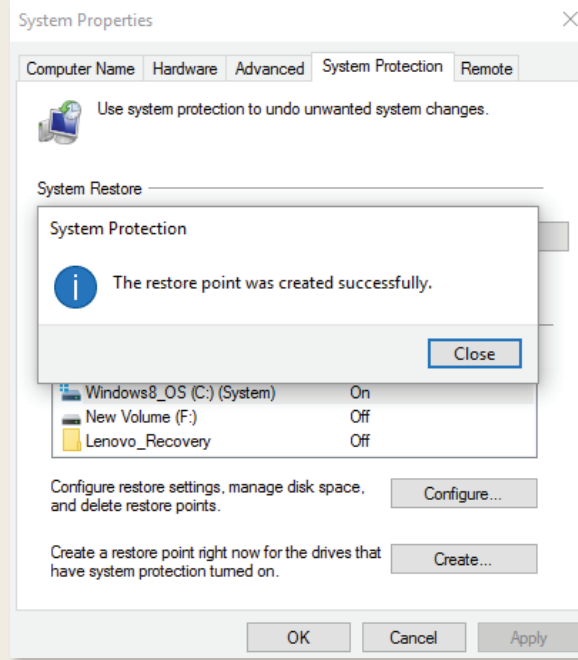 System Properties
Computer Name Hardware Advanced System Protection Remote
Use system protection to undo unwanted system changes.
System Restore
System Protection
The restore point was created successfully.
Close
Windows8_OS (C:) (System) On
New Volume (F:) Off
Lenovo_Recovery Off
Configure restore settings, manage disk space,
and delete restore points.
Configure...
Create a restore point right now for the drives that
have system protection turned on.
Create...
OK Cancel Apply